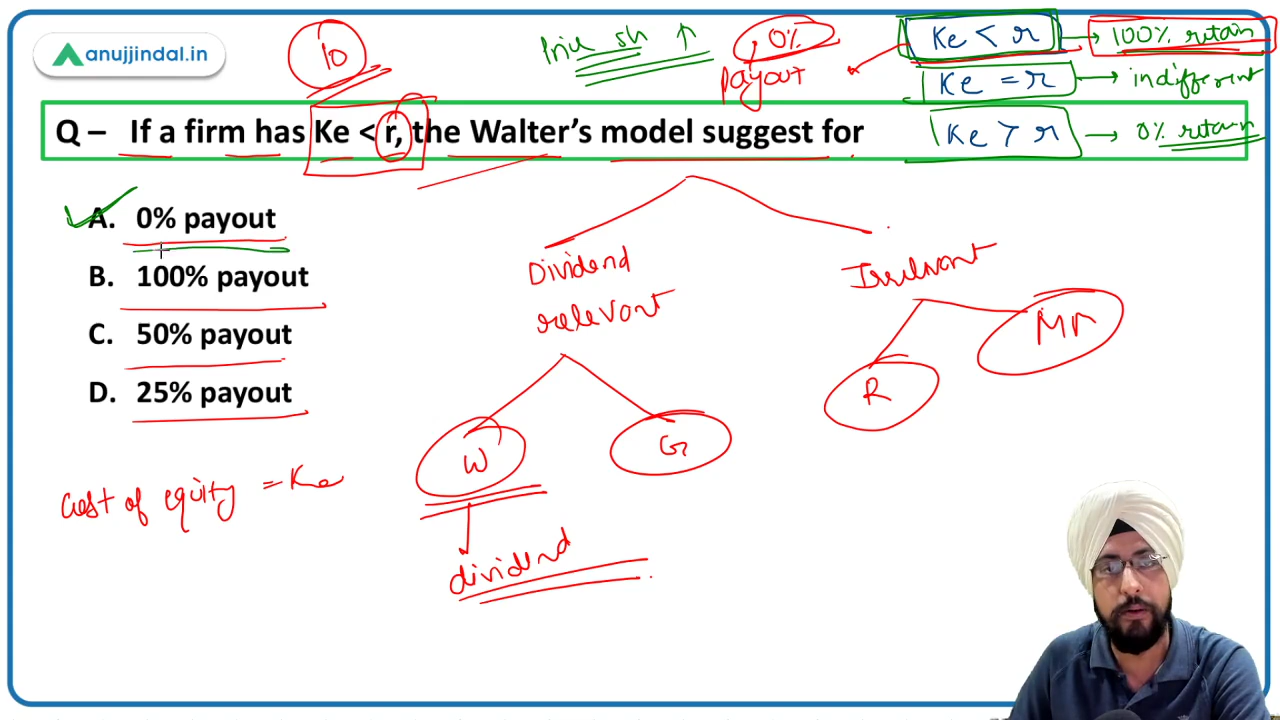 anujjindal.in
10
Price sh ↑
0%
payout
Ke < r → 100% retain
Ke = r → indifferent
Ke > r → 0% retain
Q – If a firm has Ke < r, the Walter's model suggest for
A. 0% payout
B. 100% payout
C. 50% payout
D. 25% payout
Dividend
relevant
Irrelevant
W
G
R
MM
Cost of equity = Ke
dividend